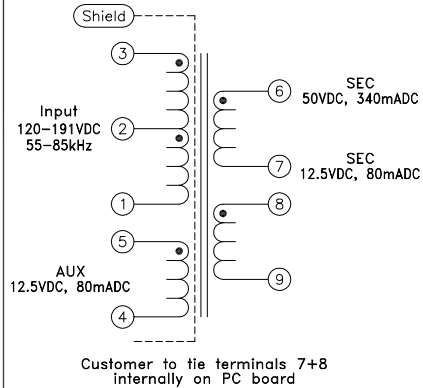 Shield
3
Input
120-191VDC
55-85kHz
2
1
5
AUX
12.5VDC, 80mADC
4
6
SEC
50VDC, 340mADC
7
SEC
12.5VDC, 80mADC
8
9
Customer to tie terminals 7+8
internally on PC board